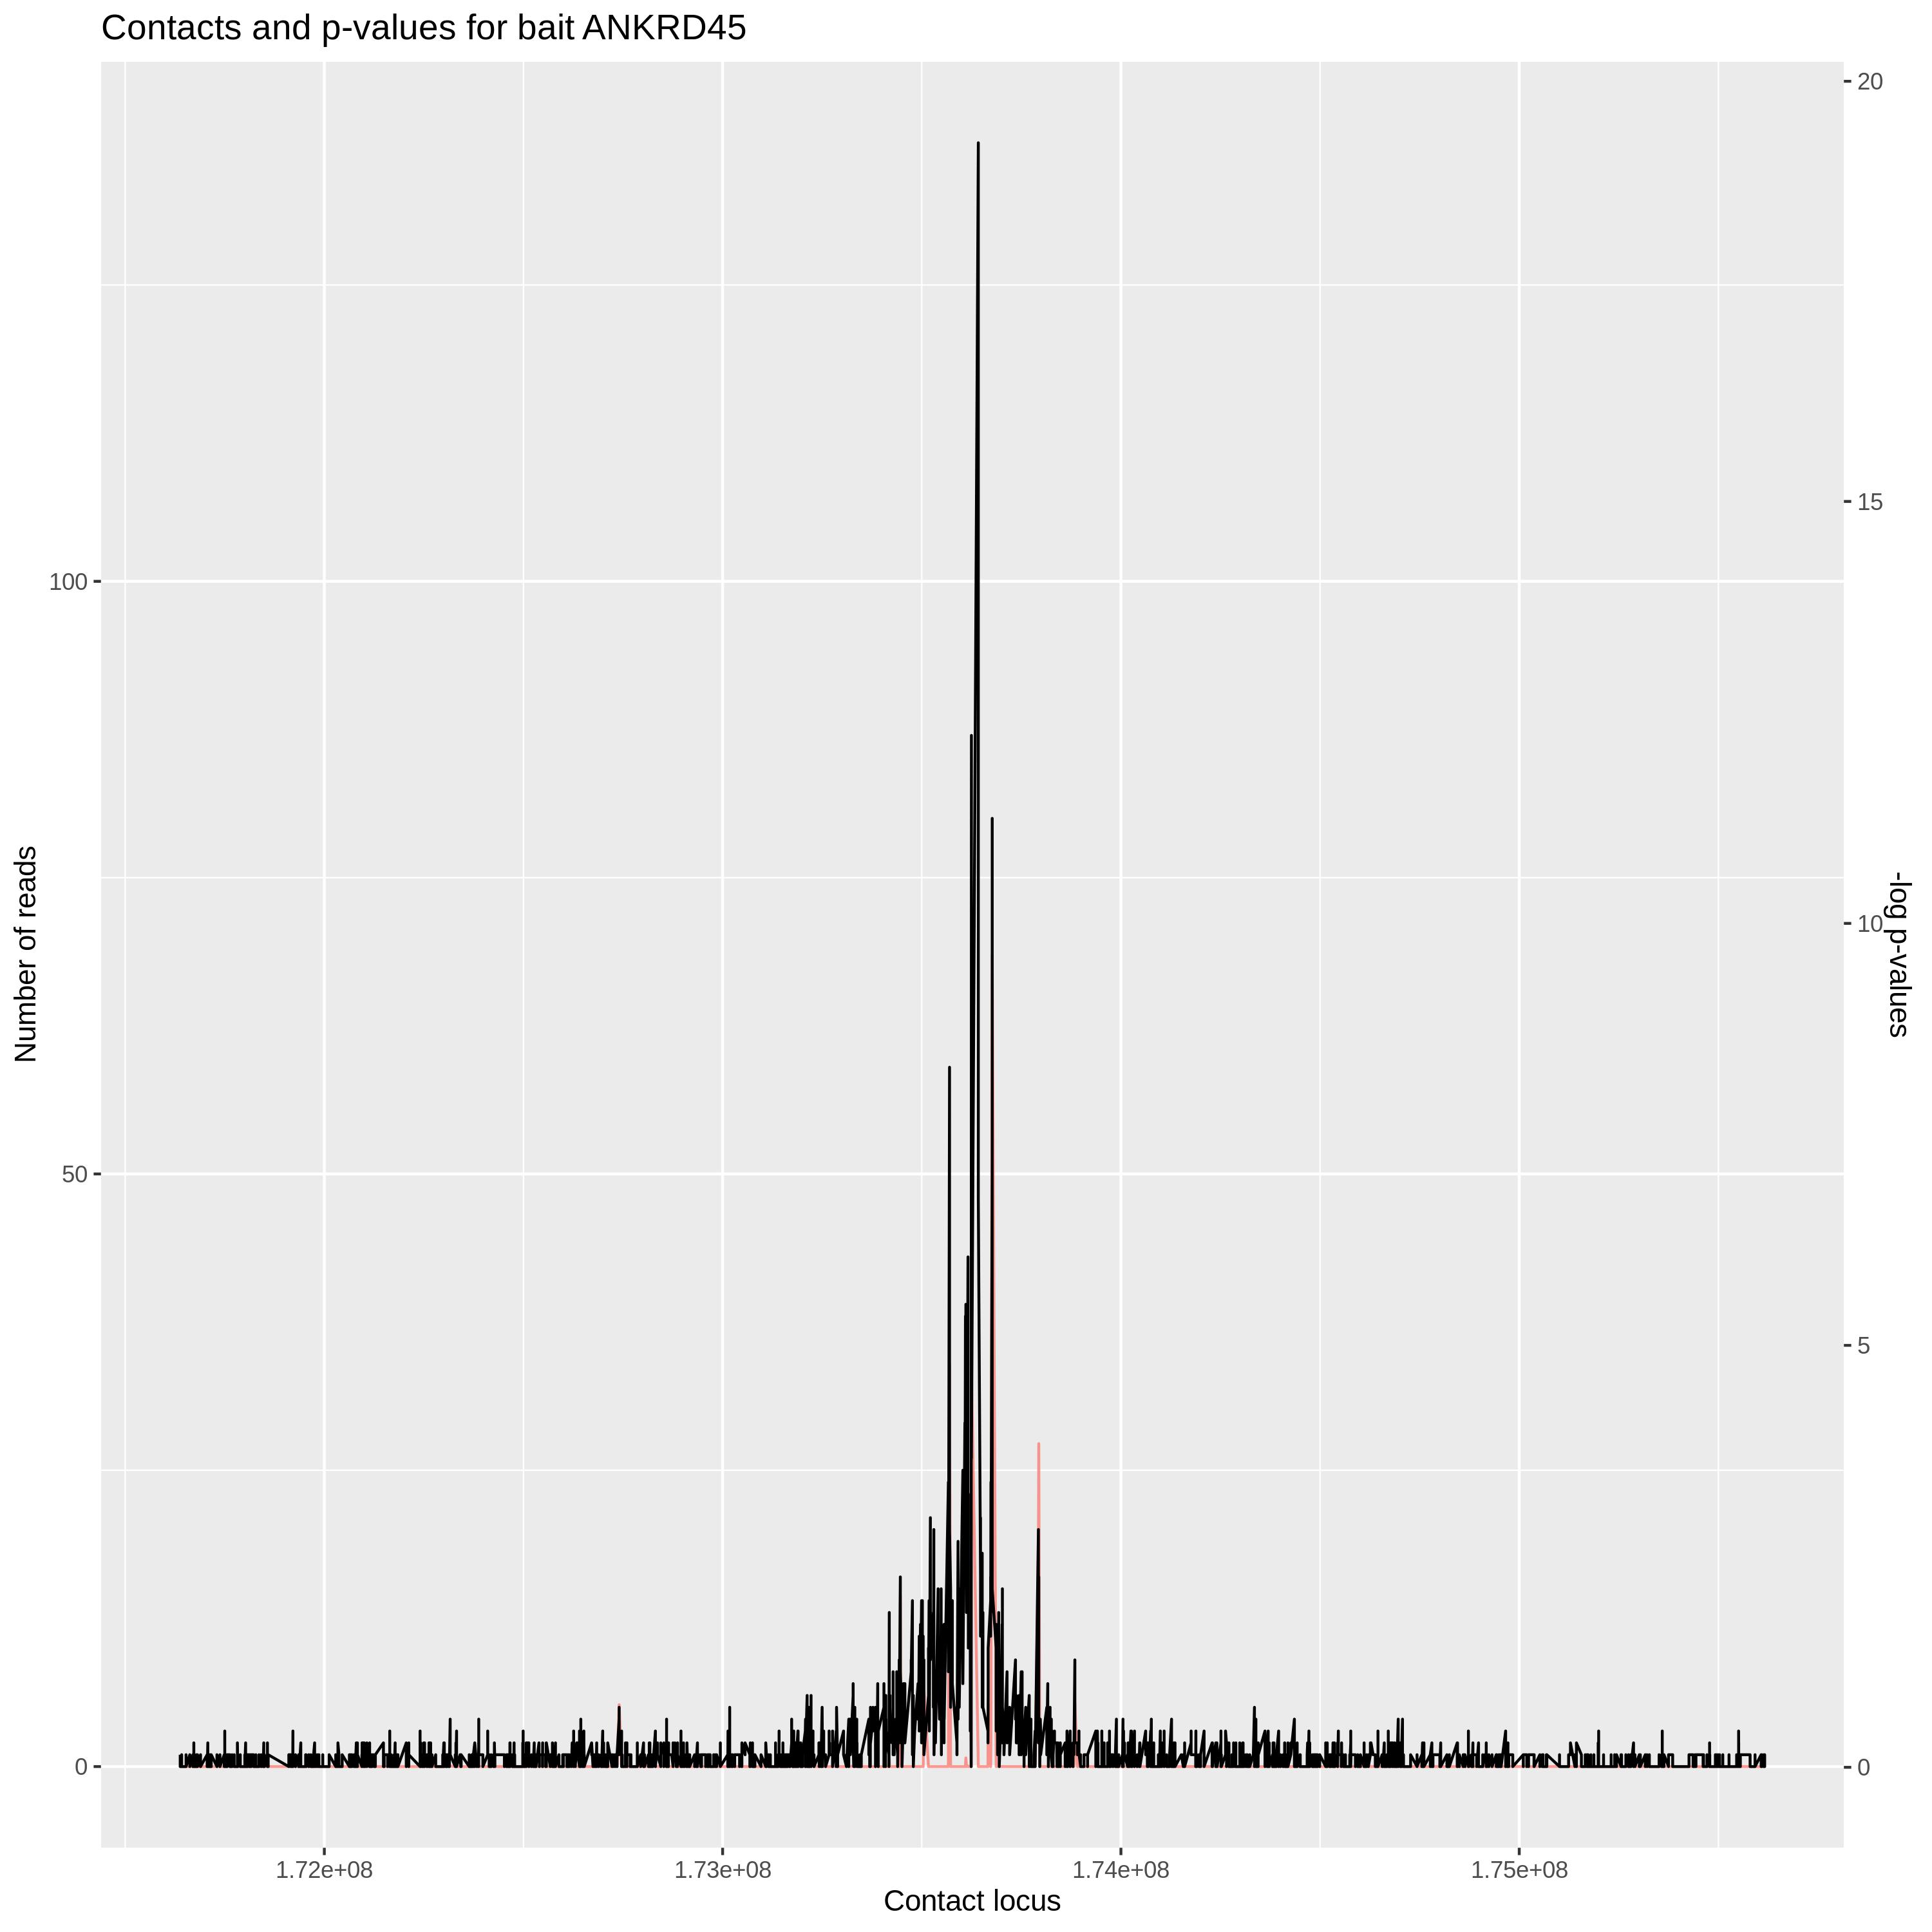 Contacts and p-values for bait ANKRD45
20
15
100
10
50
5
0
0
Number of reads
-log p-values
1.72e+08
1.73e+08
1.74e+08
1.75e+08
Contact locus